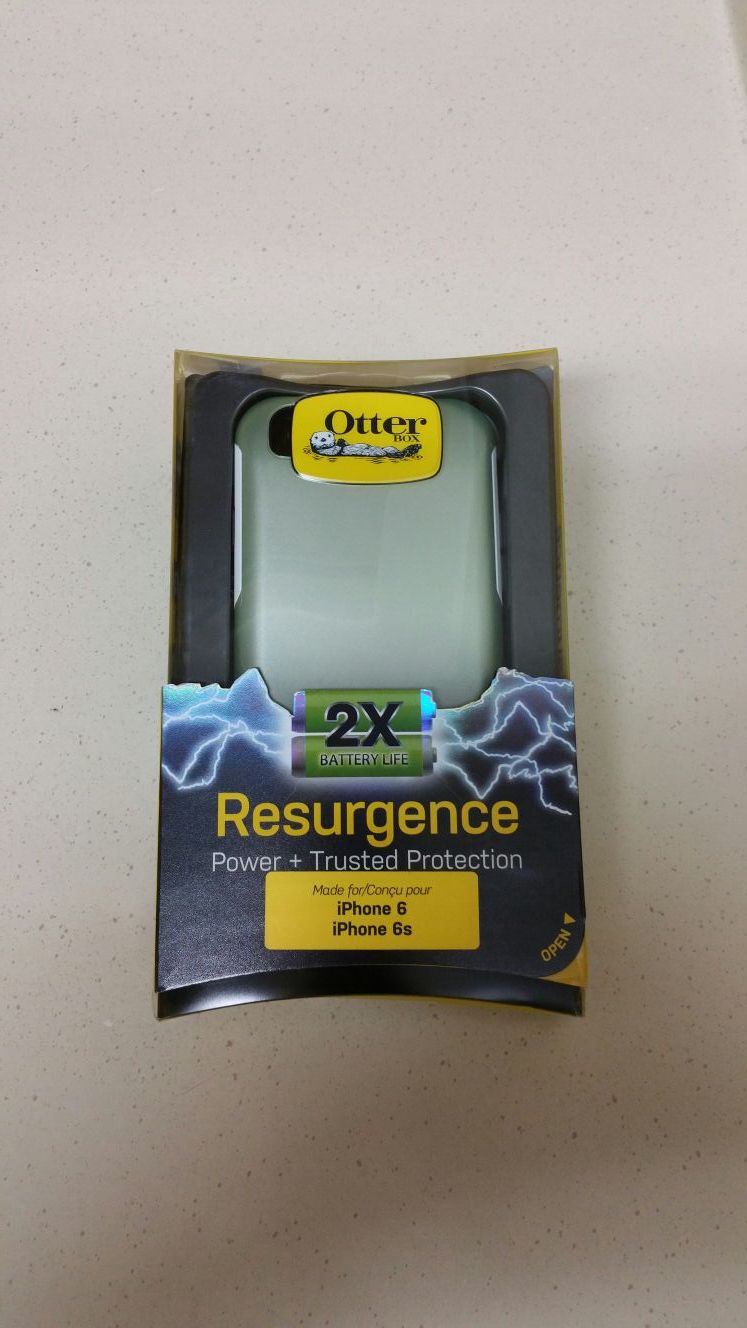 Otter
BOX
2X
BATTERY LIFE
Resurgence
Power + Trusted Protection
Made for/Conçu pour
iPhone 6
iPhone 6s
OPEN